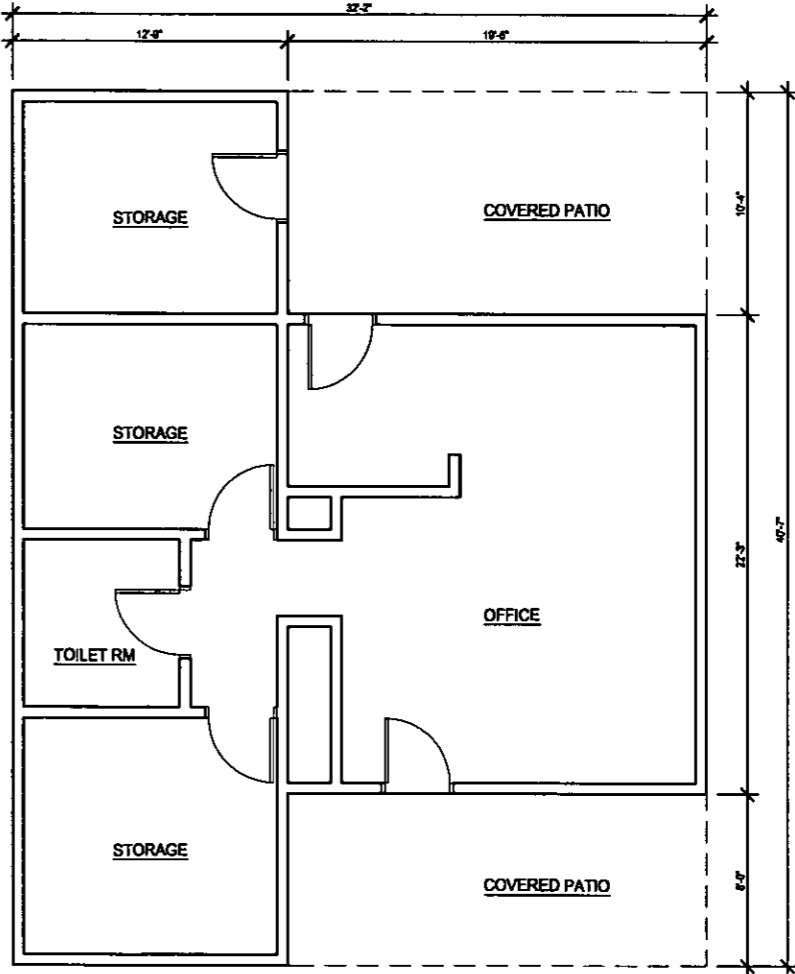 32'-2"
12'-8"
19'-6"
STORAGE
COVERED PATIO
10'-4"
STORAGE
40'-7"
22'-3"
OFFICE
TOILET RM
STORAGE
COVERED PATIO
8'-0"